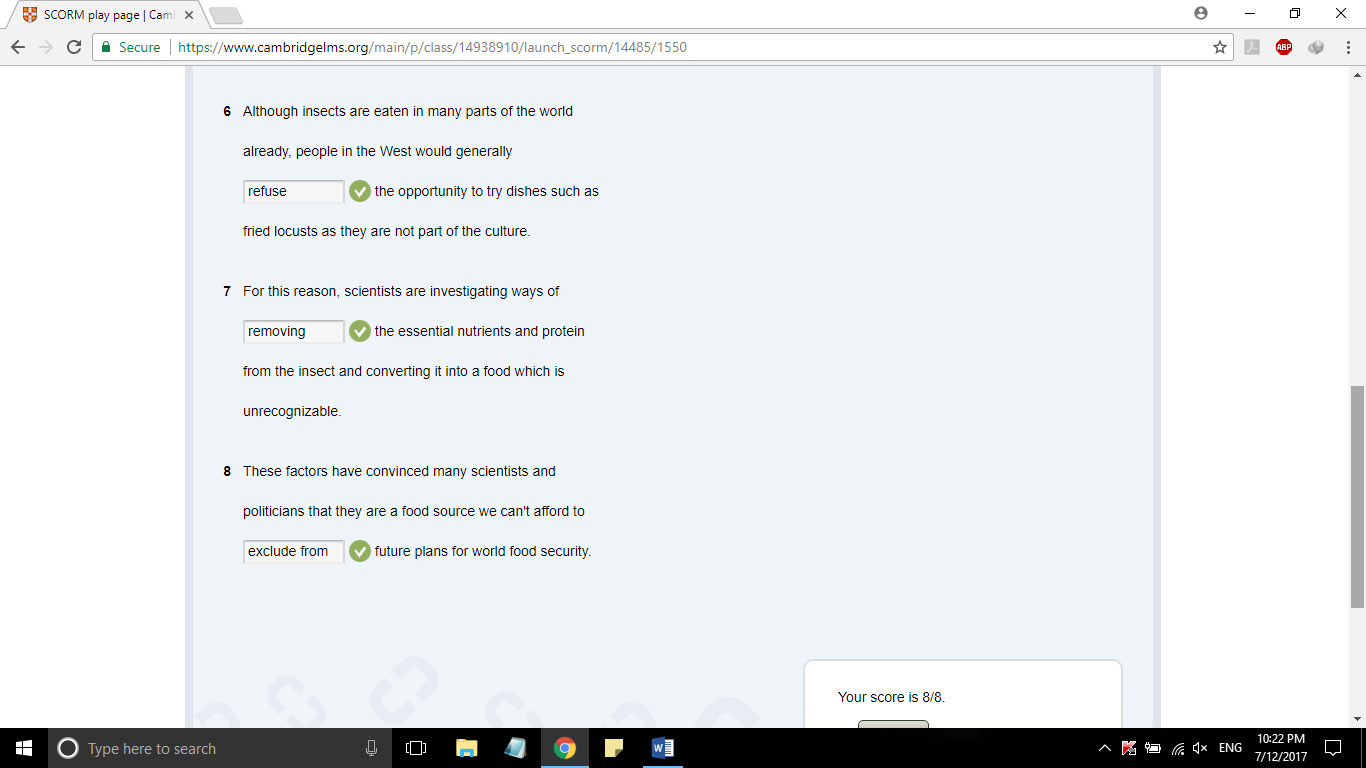 SCORM play page | Cam
Secure https://www.cambridgelms.org/main/p/class/14938910/launch_scorm/14485/1550
ABP
6 Although insects are eaten in many parts of the world
already, people in the West would generally
refuse the opportunity to try dishes such as
fried locusts as they are not part of the culture.
7 For this reason, scientists are investigating ways of
removing the essential nutrients and protein
from the insect and converting it into a food which is
unrecognizable.
8 These factors have convinced many scientists and
politicians that they are a food source we can't afford to
exclude from future plans for world food security.
Your score is 8/8.
Type here to search
ENG
10:22 PM
7/12/2017